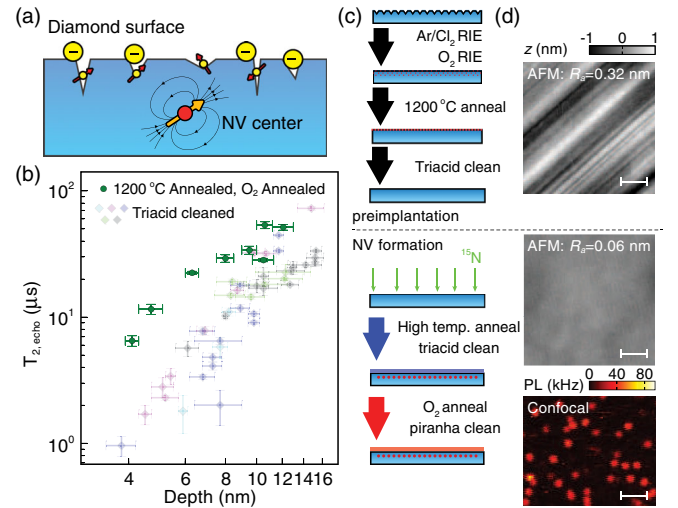 (a)
Diamond surface
− − − −
NV center
(b)
10²
10¹
10⁰
T2,echo (µs)
1200 °C Annealed, O₂ Annealed
Triacid cleaned
4 6 8 10 12 14 16
Depth (nm)
(c)
Ar/Cl₂ RIE
O₂ RIE
1200 °C anneal
Triacid clean
preimplantation
NV formation
¹⁵N
High temp. anneal
triacid clean
O₂ anneal
piranha clean
(d)
-1 0 1
z (nm)
AFM: Rₐ=0.32 nm
AFM: Rₐ=0.06 nm
PL (kHz)
0 40 80
Confocal